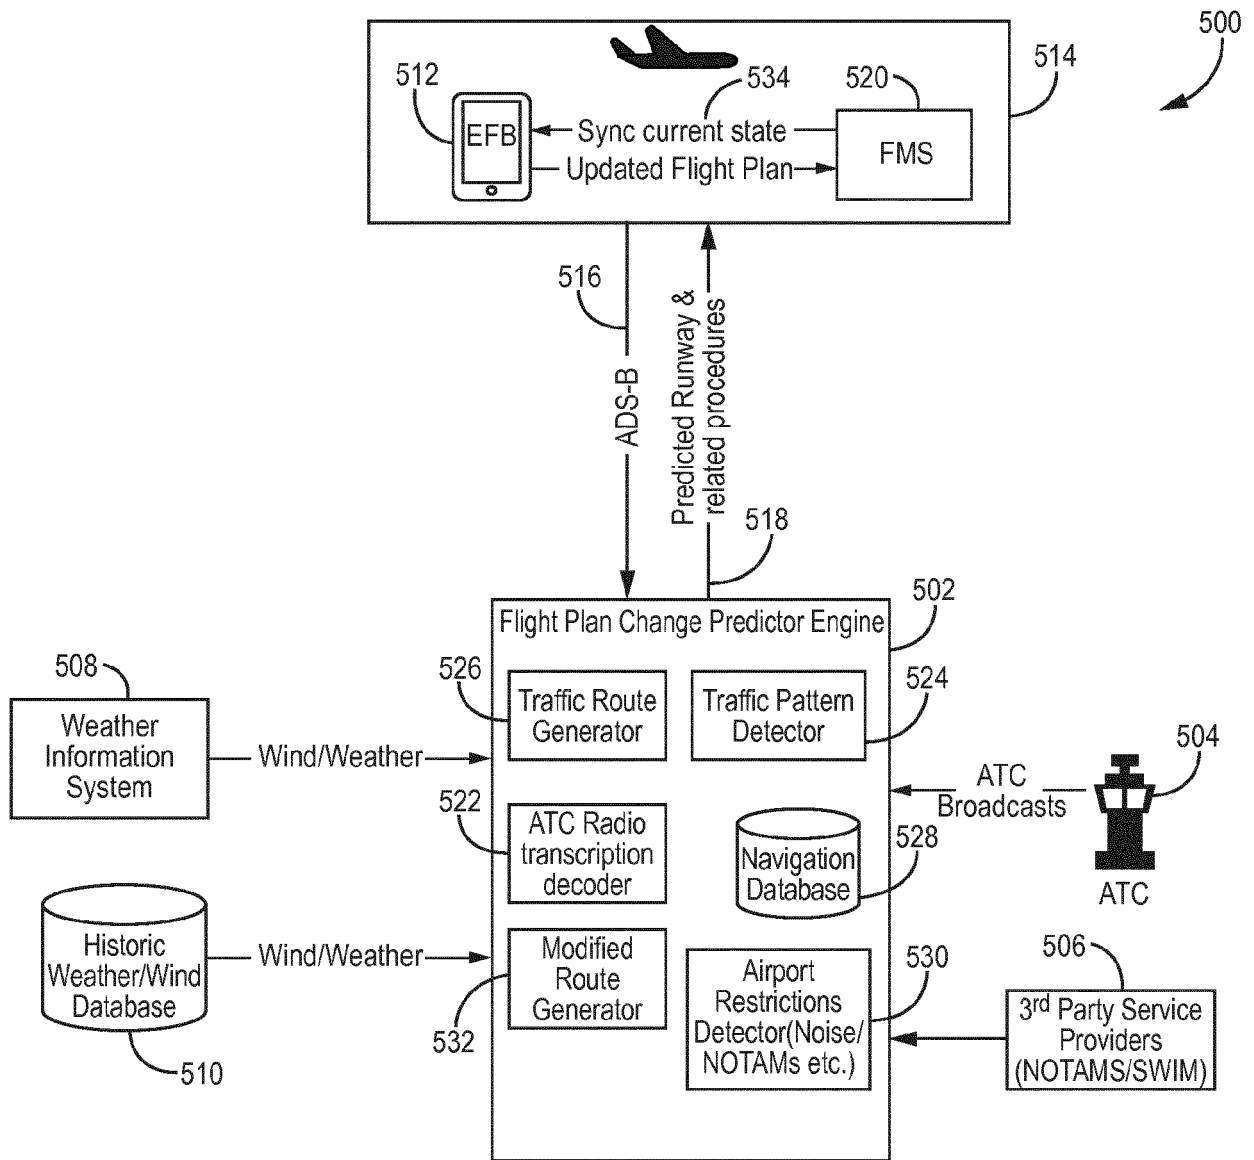 500
514
512
534
520
EFB
Sync current state
Updated Flight Plan
FMS
516
ADS-B
Predicted Runway &
related procedures
518
502
Flight Plan Change Predictor Engine
508
Weather
Information
System
Wind/Weather
526
Traffic Route
Generator
Traffic Pattern
Detector
524
504
ATC
Broadcasts
ATC
522
ATC Radio
transcription
decoder
Navigation
Database
528
Historic
Weather/Wind
Database
510
Wind/Weather
Modified
Route
Generator
532
Airport
Restrictions
Detector(Noise/
NOTAMs etc.)
530
506
3rd Party Service
Providers
(NOTAMS/SWIM)